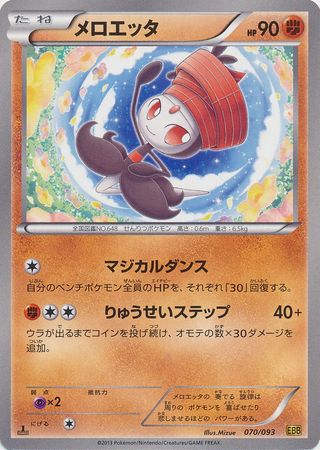 たね
メロエッタ
HP90
全国図鑑NO.648 せんりつポケモン 高さ:0.6m 重さ:6.5kg
マジカルダンス
自分のベンチポケモン全員のHPを、それぞれ「30」回復する。
りゅうせいステップ 40+
ウラが出るまでコインを投げ続け、オモテの数×30ダメージを
追加。
弱点 抵抗力
×2
にげる
メロエッタの 奏でる 旋律は
周りの ポケモンを 喜ばせたり
悲しませるほどの パワーがある。
Illus.Mizue 070/093 EBB
©2013 Pokémon/Nintendo/Creatures/GAME FREAK.